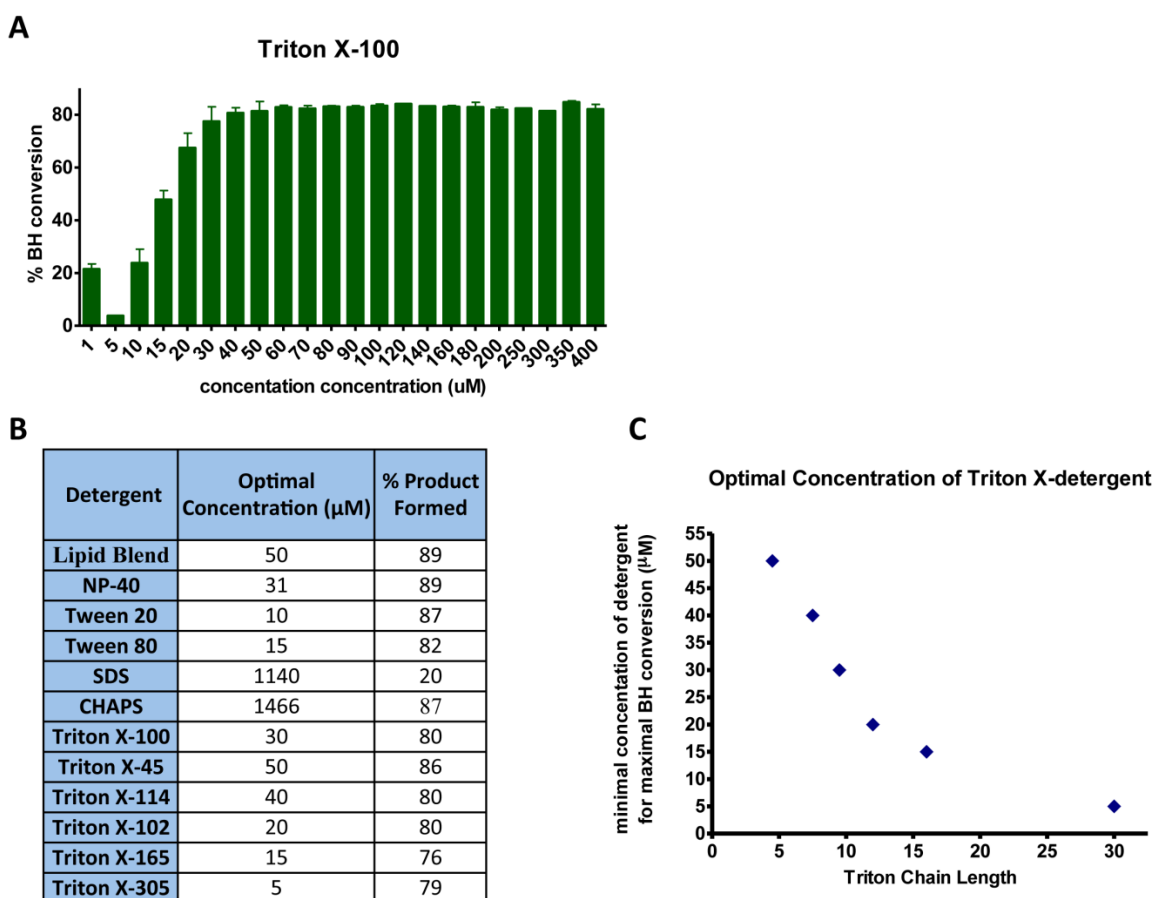 A
Triton X-100
% BH conversion
80
60
40
20
0
1 5 10 15 20 30 40 50 60 70 80 90 100 120 140 160 180 200 250 300 350 400
concentation concentration (uM)
B
Detergent Optimal Concentration (μM) % Product Formed
Lipid Blend 50 89
NP-40 31 89
Tween 20 10 87
Tween 80 15 82
SDS 1140 20
CHAPS 1466 87
Triton X-100 30 80
Triton X-45 50 86
Triton X-114 40 80
Triton X-102 20 80
Triton X-165 15 76
Triton X-305 5 79
C
Optimal Concentration of Triton X-detergent
minimal concentation of detergent
for maximal BH conversion (μM)
55
50
45
40
35
30
25
20
15
10
5
0
0 5 10 15 20 25 30
Triton Chain Length